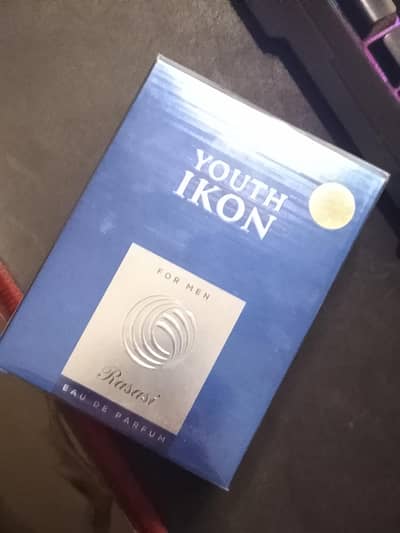 YOUTH
IKON
FOR MEN
Rasasi
EAU DE PARFUM